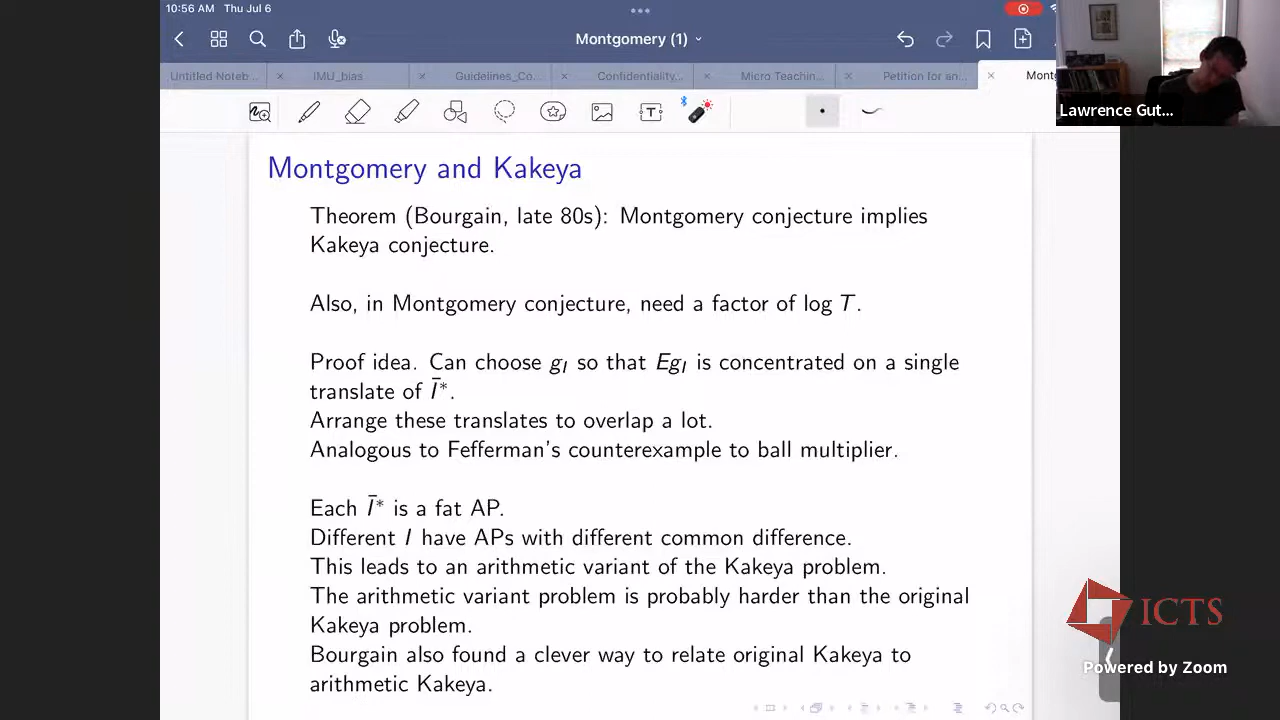 10:56 AM Thu Jul 6
Montgomery (1)
Untitled Noteb...
IMU_bias
Guidelines_Co...
Confidentiality...
Micro Teachin...
Petition for an...
Lawrence Gut...
Montgomery and Kakeya
Theorem (Bourgain, late 80s): Montgomery conjecture implies
Kakeya conjecture.
Also, in Montgomery conjecture, need a factor of log T.
Proof idea. Can choose g_I so that Eg_I is concentrated on a single
translate of Ī*.
Arrange these translates to overlap a lot.
Analogous to Fefferman's counterexample to ball multiplier.
Each Ī* is a fat AP.
Different I have APs with different common difference.
This leads to an arithmetic variant of the Kakeya problem.
The arithmetic variant problem is probably harder than the original
Kakeya problem.
Bourgain also found a clever way to relate original Kakeya to
arithmetic Kakeya.
ICTS
Powered by Zoom